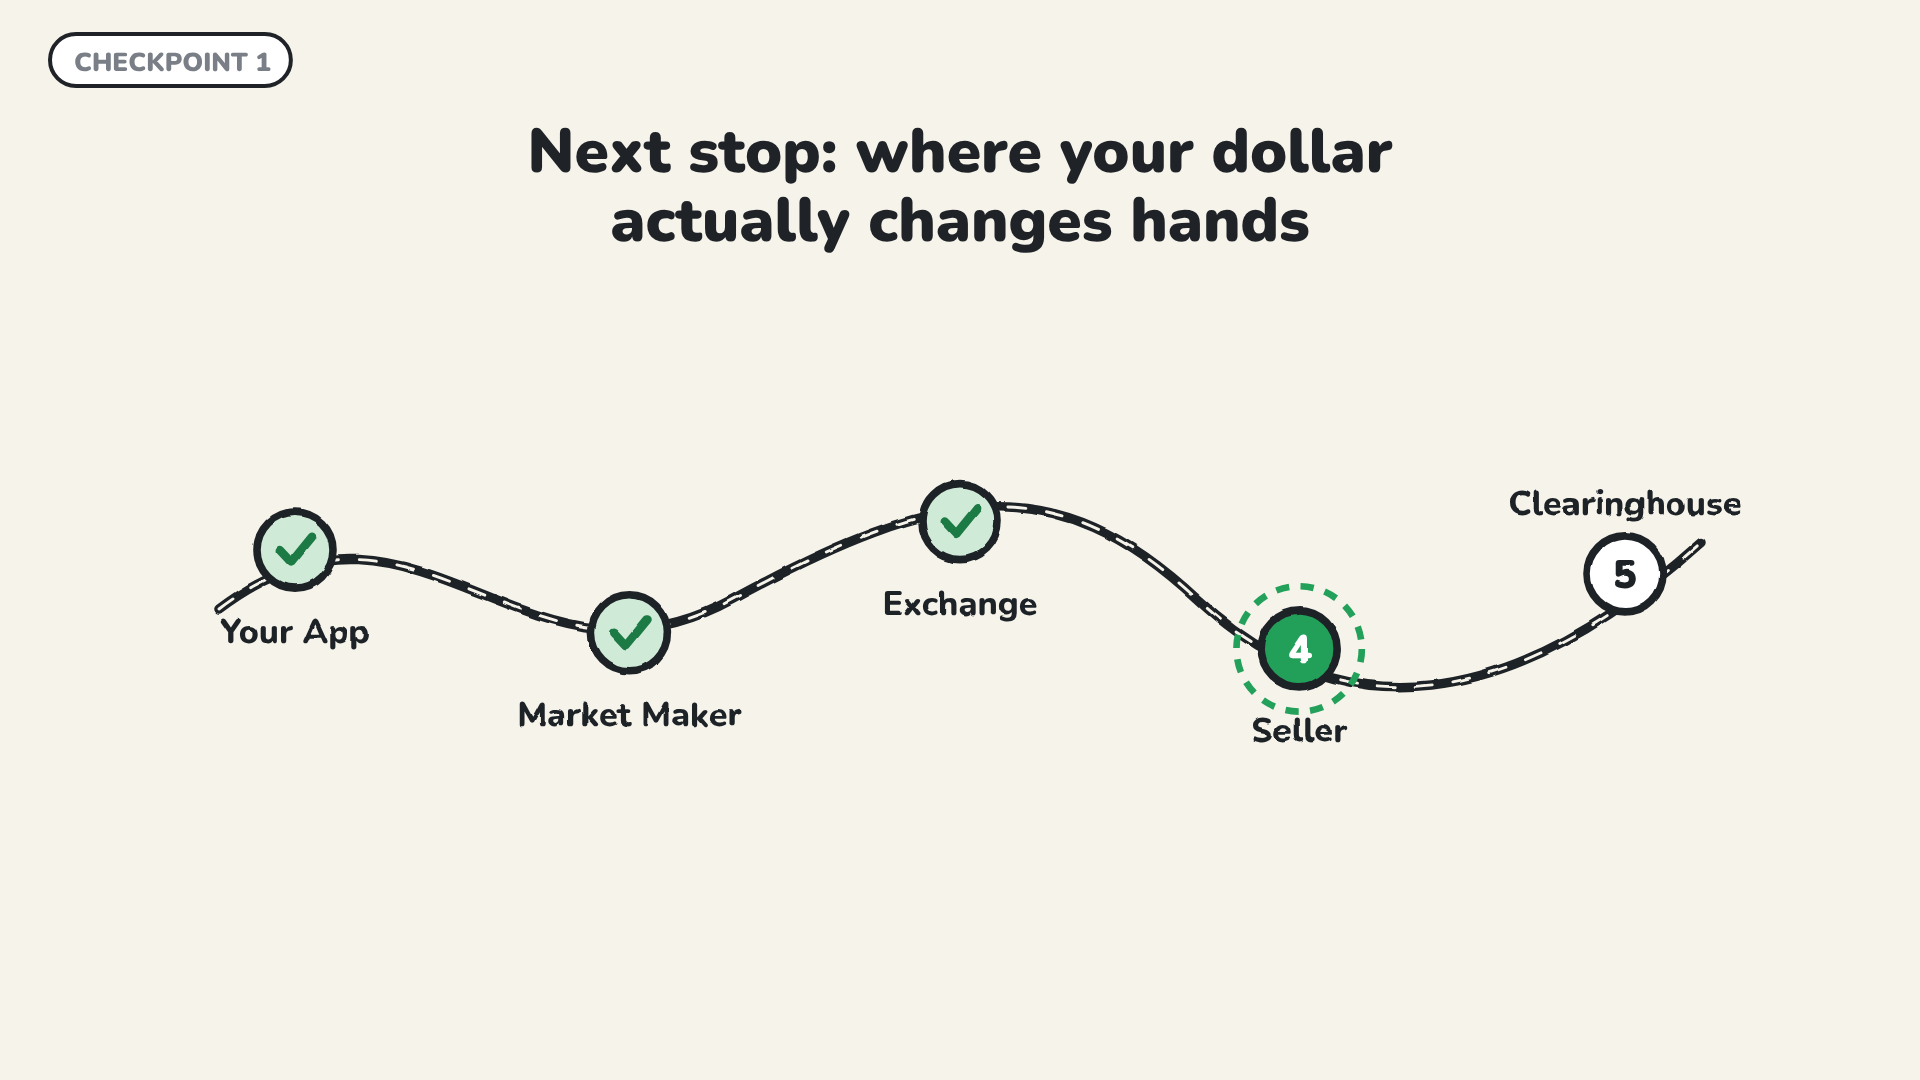 CHECKPOINT 1
Next stop: where your dollar
actually changes hands
Your App
Market Maker
Exchange
4
Seller
Clearinghouse
5